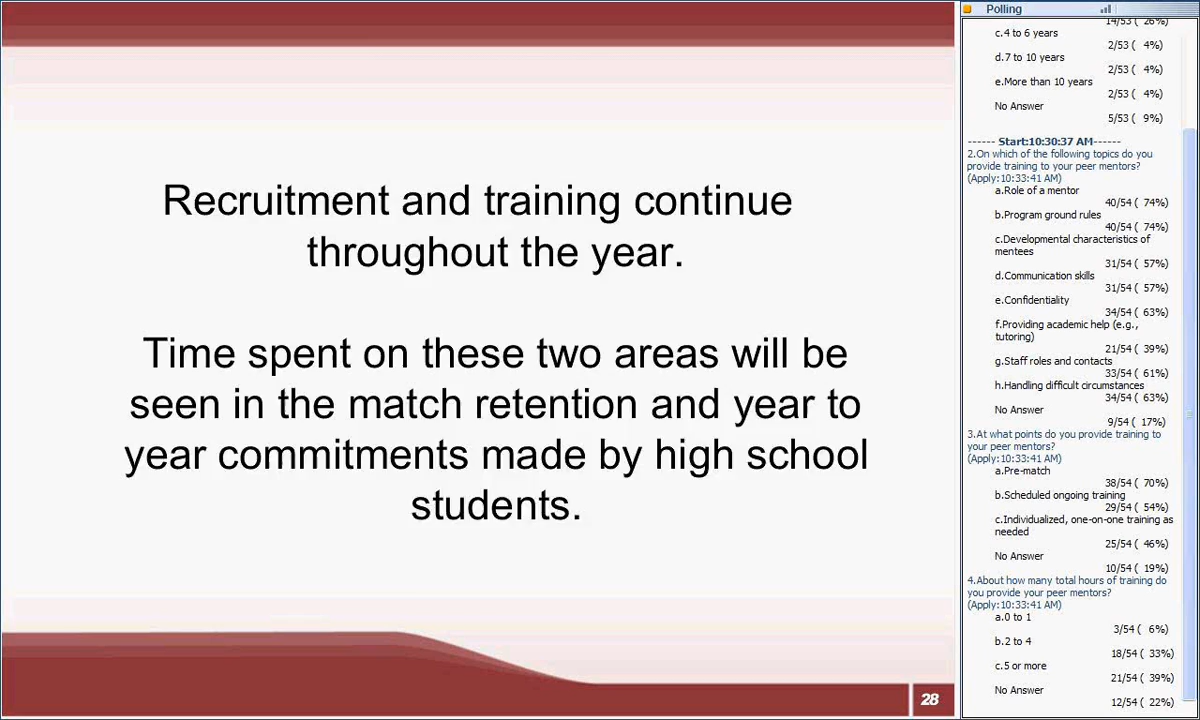 Recruitment and training continue
throughout the year.
Time spent on these two areas will be
seen in the match retention and year to
year commitments made by high school
students.
28
Polling
14/53 ( 26%)
c.4 to 6 years
2/53 ( 4%)
d.7 to 10 years
2/53 ( 4%)
e.More than 10 years
2/53 ( 4%)
No Answer
5/53 ( 9%)
------ Start:10:30:37 AM------
2.On which of the following topics do you
provide training to your peer mentors?
(Apply:10:33:41 AM)
a.Role of a mentor
40/54 ( 74%)
b.Program ground rules
40/54 ( 74%)
c.Developmental characteristics of
mentees
31/54 ( 57%)
d.Communication skills
31/54 ( 57%)
e.Confidentiality
34/54 ( 63%)
f.Providing academic help (e.g.,
tutoring)
21/54 ( 39%)
g.Staff roles and contacts
33/54 ( 61%)
h.Handling difficult circumstances
34/54 ( 63%)
No Answer
9/54 ( 17%)
3.At what points do you provide training to
your peer mentors?
(Apply:10:33:41 AM)
a.Pre-match
38/54 ( 70%)
b.Scheduled ongoing training
29/54 ( 54%)
c.Individualized, one-on-one training as
needed
25/54 ( 46%)
No Answer
10/54 ( 19%)
4.About how many total hours of training do
you provide your peer mentors?
(Apply:10:33:41 AM)
a.0 to 1
3/54 ( 6%)
b.2 to 4
18/54 ( 33%)
c.5 or more
21/54 ( 39%)
No Answer
12/54 ( 22%)